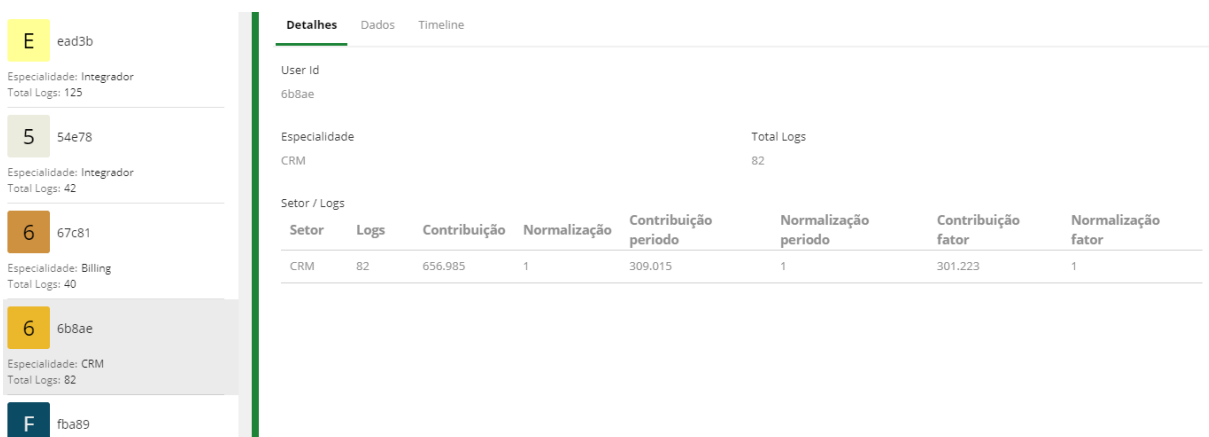 E ead3b
Especialidade: Integrador
Total Logs: 125
5 54e78
Especialidade: Integrador
Total Logs: 42
6 67c81
Especialidade: Billing
Total Logs: 40
6 6b8ae
Especialidade: CRM
Total Logs: 82
F fba89
Detalhes Dados Timeline
User Id
6b8ae
Especialidade Total Logs
CRM 82
Setor / Logs
Setor Logs Contribuição Normalização Contribuição periodo Normalização periodo Contribuição fator Normalização fator
CRM 82 656.985 1 309.015 1 301.223 1